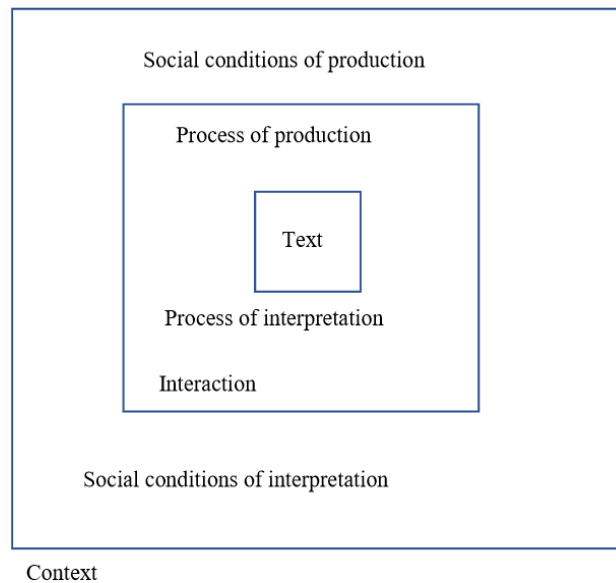 Social conditions of production
Process of production
Text
Process of interpretation
Interaction
Social conditions of interpretation
Context